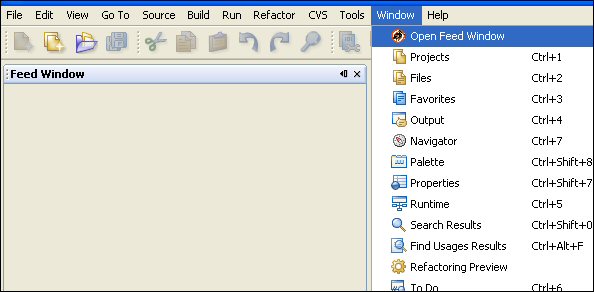 File Edit View Go To Source Build Run Refactor CVS Tools Window Help
Feed Window
Open Feed Window
Projects Ctrl+1
Files Ctrl+2
Favorites Ctrl+3
Output Ctrl+4
Navigator Ctrl+7
Palette Ctrl+Shift+8
Properties Ctrl+Shift+7
Runtime Ctrl+5
Search Results Ctrl+Shift+0
Find Usages Results Ctrl+Alt+F
Refactoring Preview
To Do Ctrl+6